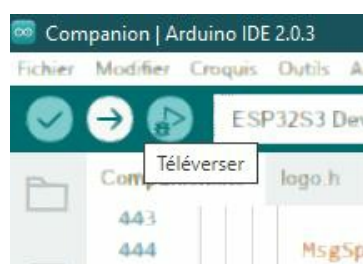 Companion | Arduino IDE 2.0.3
Fichier Modifier Croquis Outils A
ESP32S3 Dev
Téléverser
logo.h
443
444
MsgSp